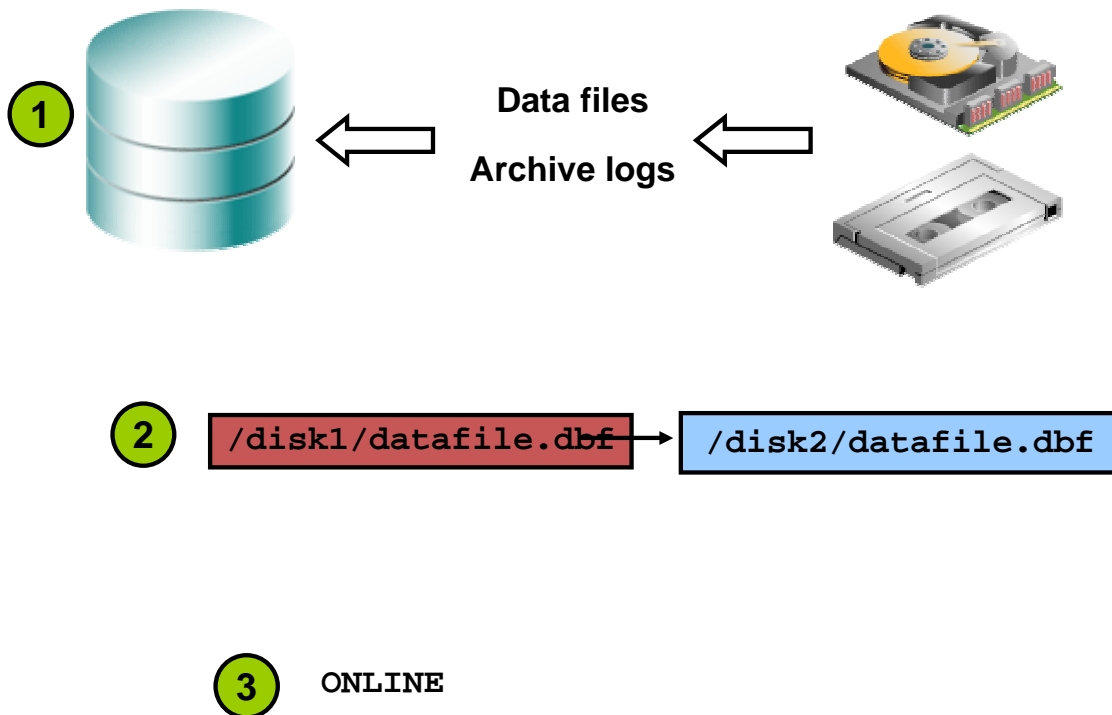 1
Data files
Archive logs
2
/disk1/datafile.dbf
/disk2/datafile.dbf
3
ONLINE